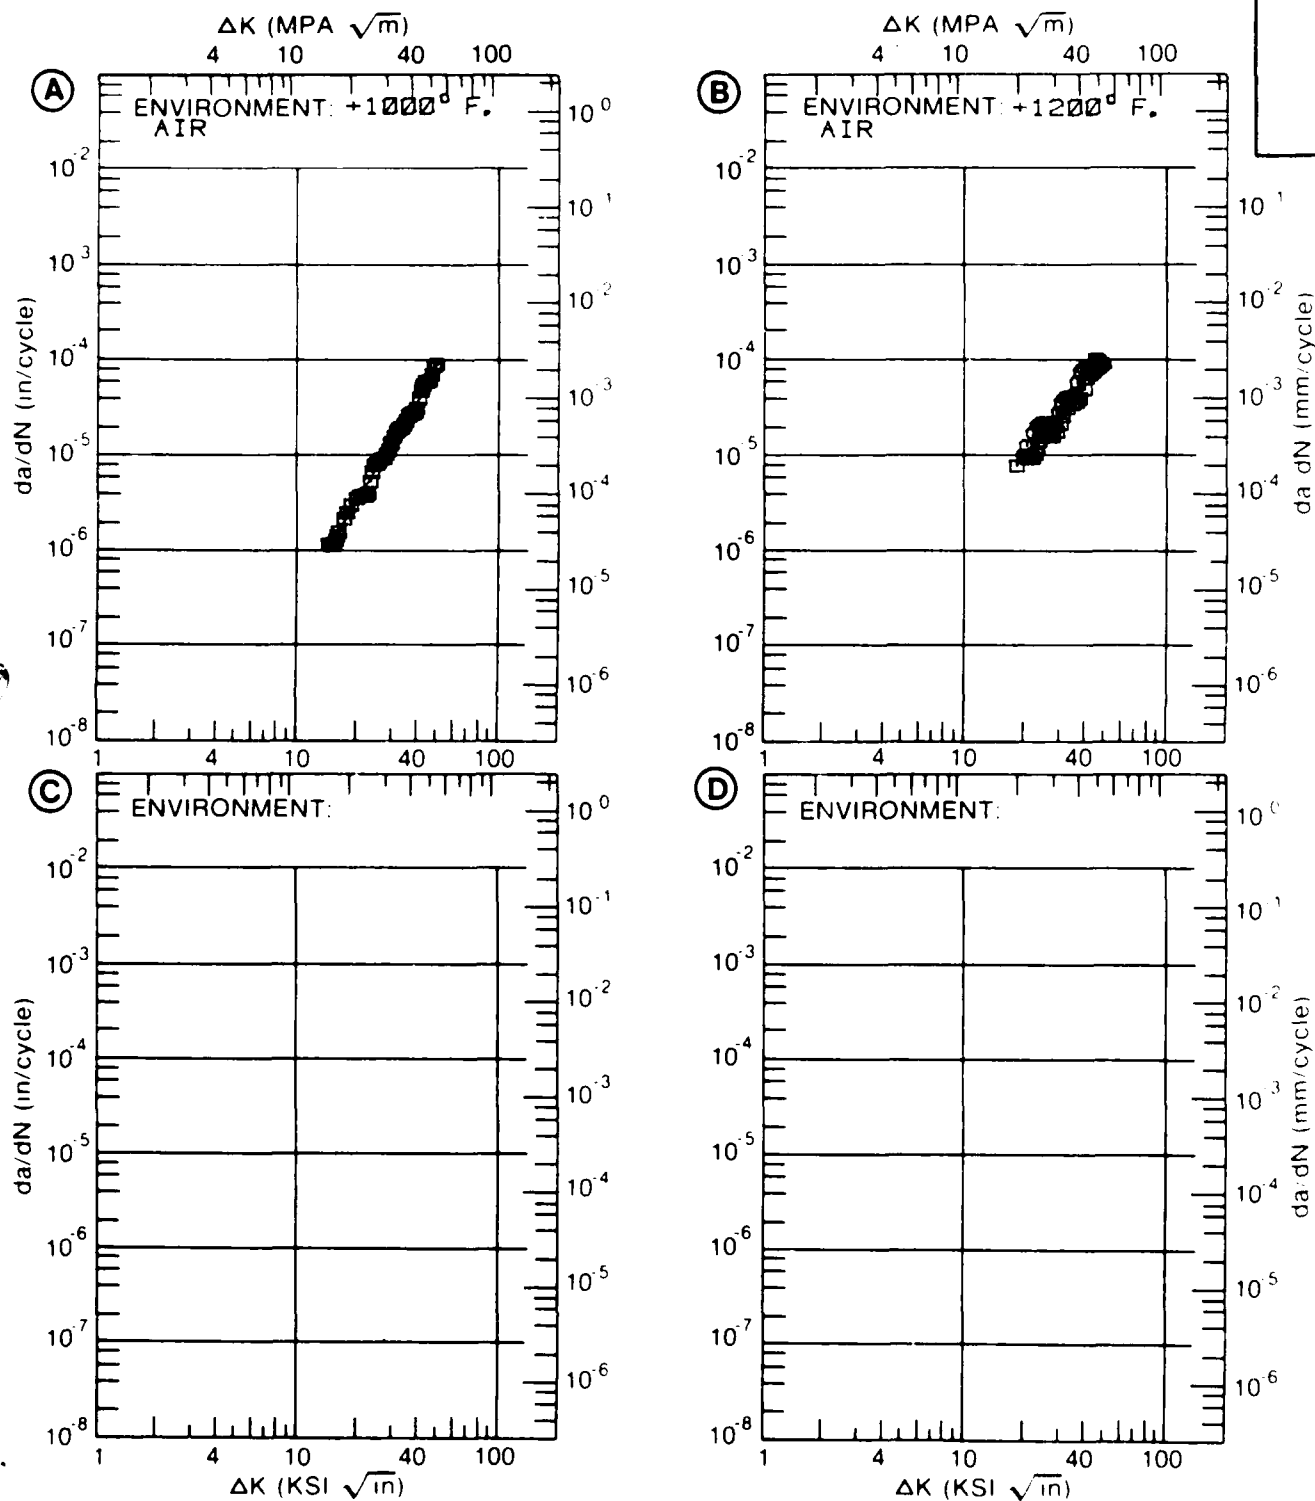 ΔK (MPA √m) ΔK (MPA √m)
4 10 40 100 4 10 40 100
A B
ENVIRONMENT: +1000° F. ENVIRONMENT: +1200° F.
AIR AIR
10^0
10^-2 10^-2
10^1 10^1
10^3 10^-3
10^-2 10^-2
10^-4 10^-4
10^-3 10^-3
10^-5 10^-5
10^-4 10^-4
10^-6 10^-6
10^-5 10^-5
10^-7 10^-7
10^-6 10^-6
10^-8 10^-8
da/dN (in/cycle) da dN (mm/cycle)
1 4 10 40 100 1 4 10 40 100
C D
ENVIRONMENT: ENVIRONMENT:
10^0 10^0
10^-2 10^-2
10^-1 10^-1
10^-3 10^-3
10^-2 10^-2
10^-4 10^-4
10^-3 10^-3
10^-5 10^-5
10^-4 10^-4
10^-6 10^-6
10^-5 10^-5
10^-7 10^-7
10^-6 10^-6
10^-8 10^-8
da/dN (in/cycle) da/dN (mm/cycle)
1 4 10 40 100 1 4 10 40 100
ΔK (KSI √in) ΔK (KSI √in)